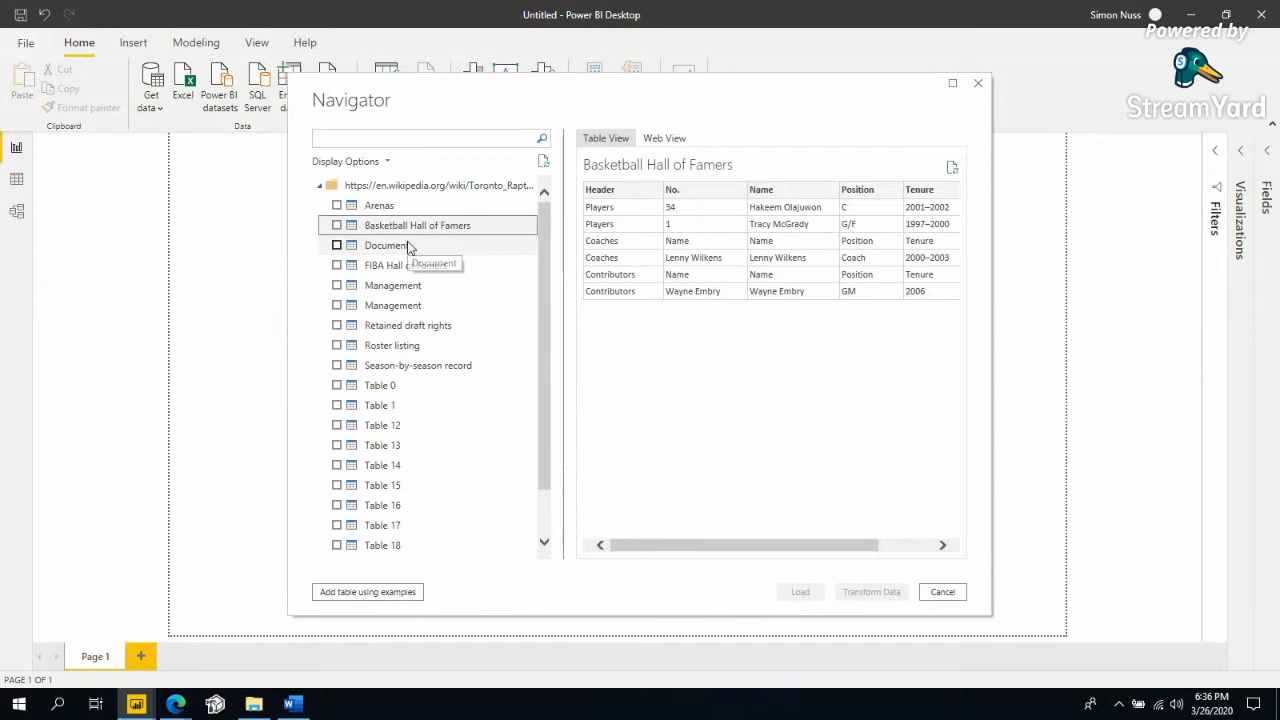 Untitled - Power BI Desktop
Simon Nuss
Powered by
StreamYard
File
Home
Insert
Modeling
View
Help
Paste
Cut
Copy
Format painter
Clipboard
Get data
Excel
Power BI datasets
SQL Server
Data
Navigator
Display Options
https://en.wikipedia.org/wiki/Toronto_Rapt...
Arenas
Basketball Hall of Famers
Document
Document
FIBA Hall of Famers
Management
Management
Retained draft rights
Roster listing
Season-by-season record
Table 0
Table 1
Table 12
Table 13
Table 14
Table 15
Table 16
Table 17
Table 18
Table View
Web View
Basketball Hall of Famers
Header No. Name Position Tenure
Players 34 Hakeem Olajuwon C 2001–2002
Players 1 Tracy McGrady G/F 1997–2000
Coaches Name Name Position Tenure
Coaches Lenny Wilkens Lenny Wilkens Coach 2000–2003
Contributors Name Name Position Tenure
Contributors Wayne Embry Wayne Embry GM 2006
Add table using examples
Load
Transform Data
Cancel
Filters
Visualizations
Fields
Page 1
PAGE 1 OF 1
6:36 PM
3/26/2020